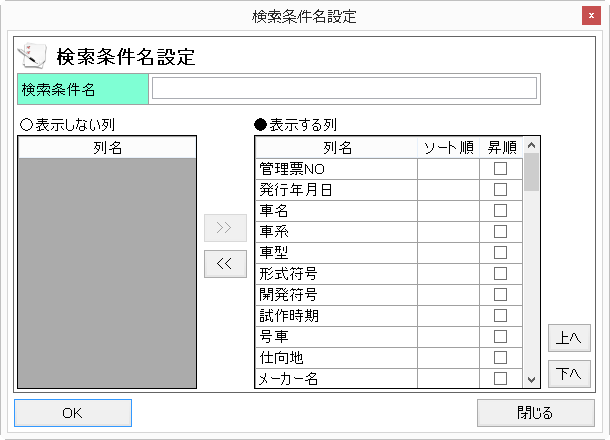 検索条件名設定
x
検索条件名設定
検索条件名
○表示しない列
列名
>>
<<
●表示する列
列名 ソート順 昇順
管理票NO
発行年月日
車名
車系
車型
形式符号
開発符号
試作時期
号車
仕向地
メーカー名
上へ
下へ
OK
閉じる